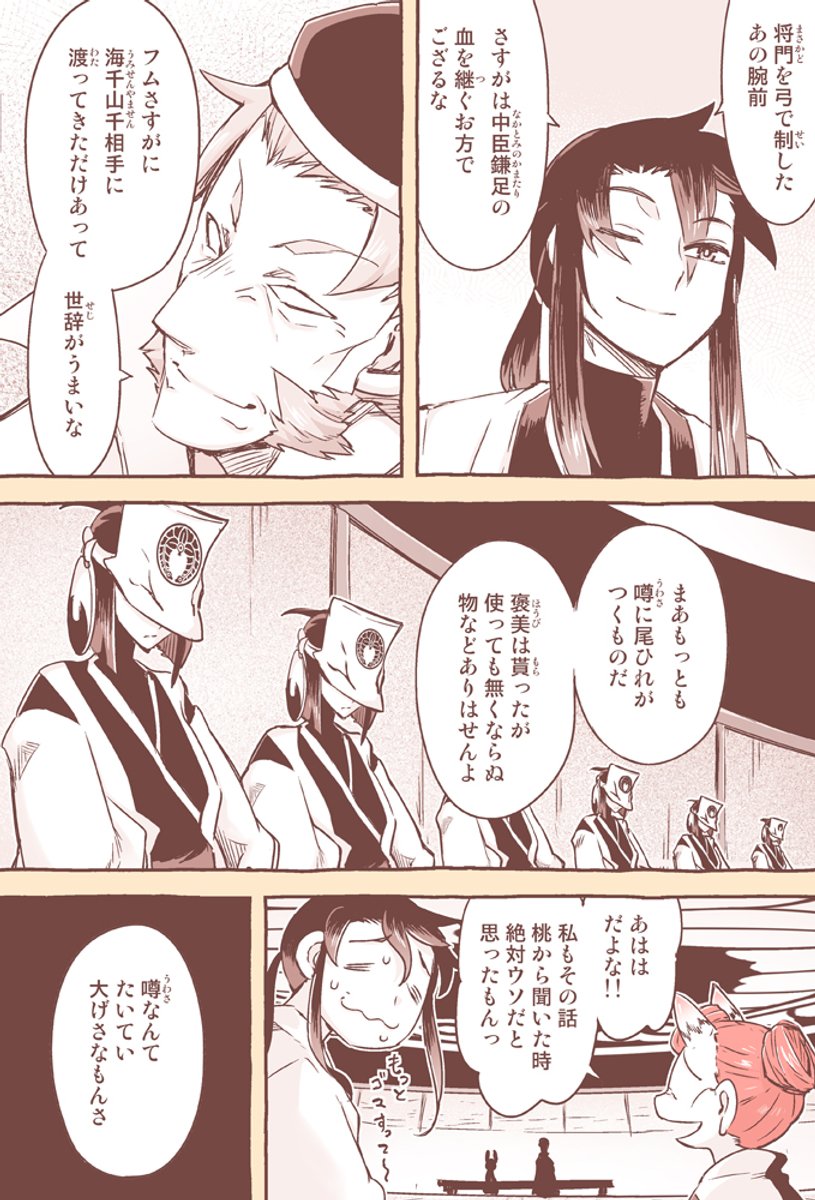 将門を弓で制した
あの腕前
さすがは中臣鎌足の
血を継ぐお方で
ござるな
フムさすがに
海千山千相手に
渡ってきただけあって
世辞がうまいな
まあもっとも
噂に尾ひれが
つくものだ
褒美は貰ったが
使っても無くならぬ
物などありはせんよ
あはは
だよな!!
私もその話
桃から聞いた時
絶対ウソだと
思ったもんっ
もっと
ゴマすって〜
噂なんて
たいてい
大げさなもんさ